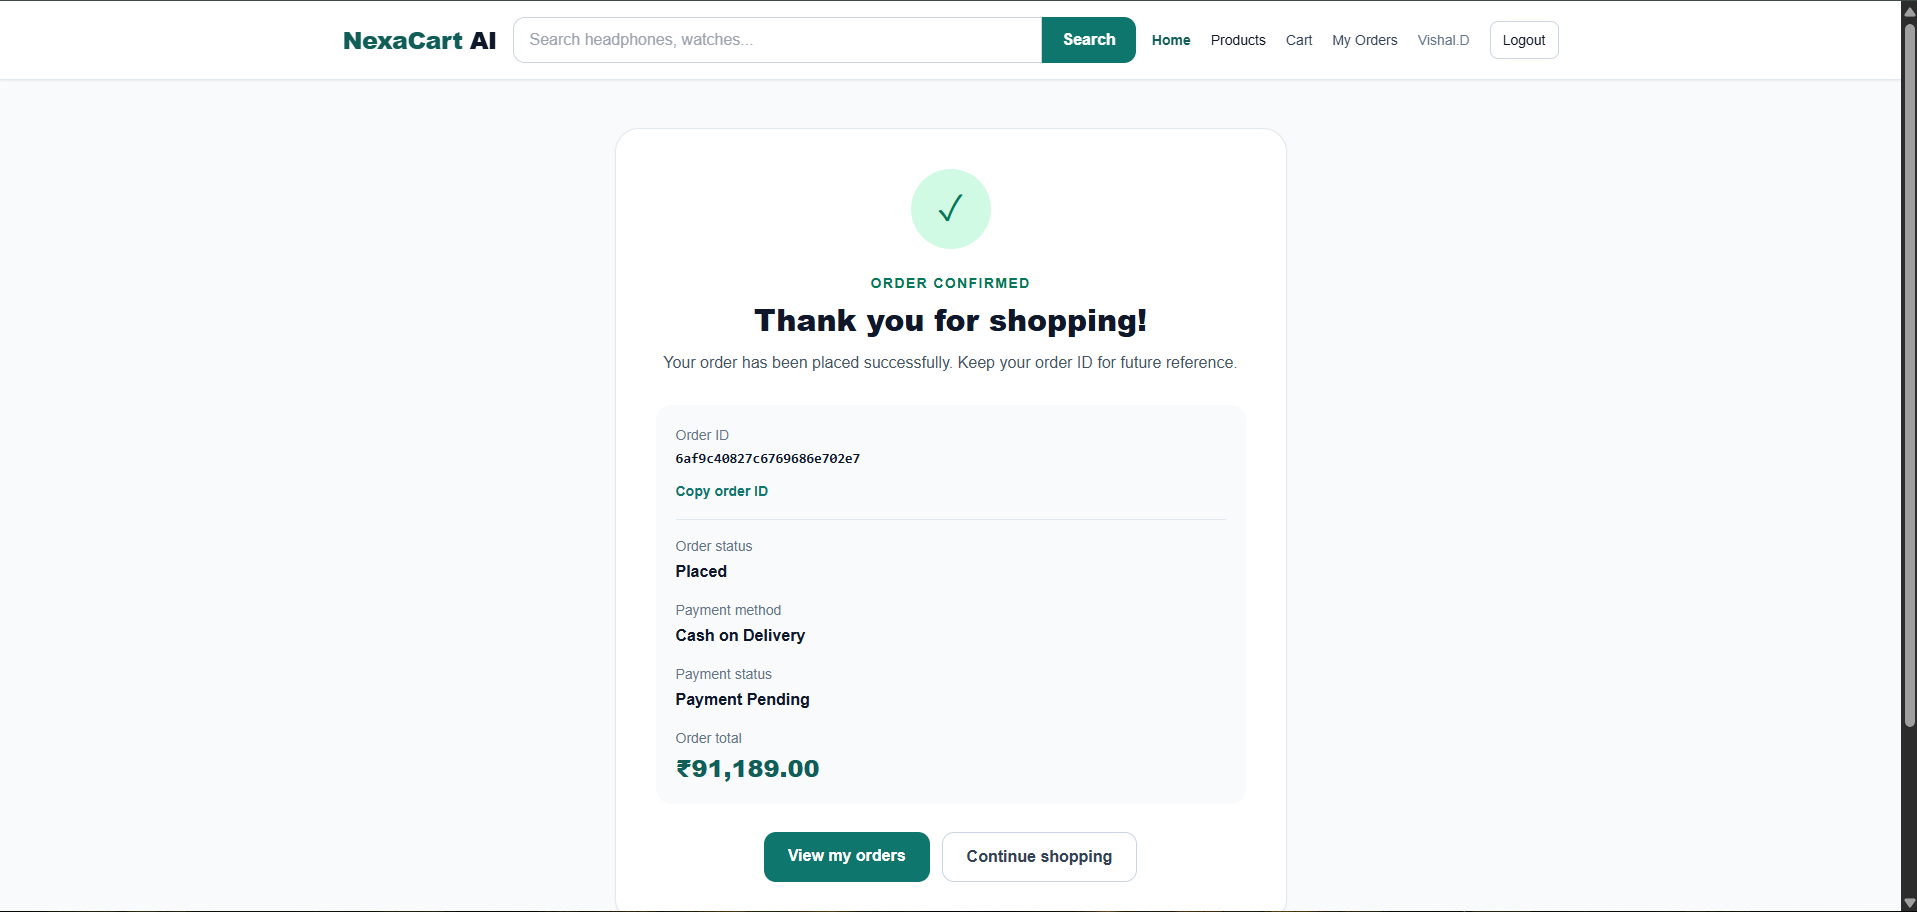 NexaCart AI
Search headphones, watches...
Search
Home
Products
Cart
My Orders
Vishal.D
Logout
✓
ORDER CONFIRMED
Thank you for shopping!
Your order has been placed successfully. Keep your order ID for future reference.
Order ID
6af9c40827c6769686e702e7
Copy order ID
Order status
Placed
Payment method
Cash on Delivery
Payment status
Payment Pending
Order total
₹91,189.00
View my orders
Continue shopping